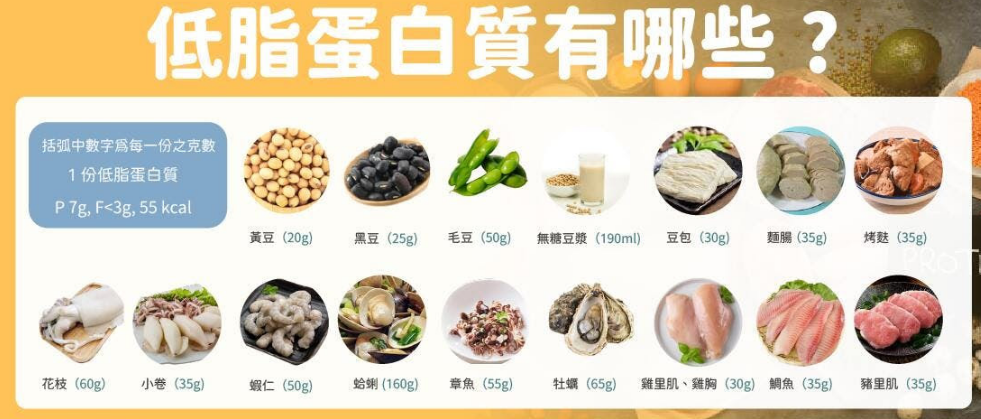 低脂蛋白質有哪些？
括弧中數字為每一份之克數
1 份低脂蛋白質
P 7g, F<3g, 55 kcal
黃豆（20g）
黑豆（25g）
毛豆（50g）
無糖豆漿（190ml）
豆包（30g）
麵腸（35g）
烤麩（35g）
花枝（60g）
小卷（35g）
蝦仁（50g）
蛤蜊（160g）
章魚（55g）
牡蠣（65g）
雞里肌、雞胸（30g）
鯛魚（35g）
豬里肌（35g）